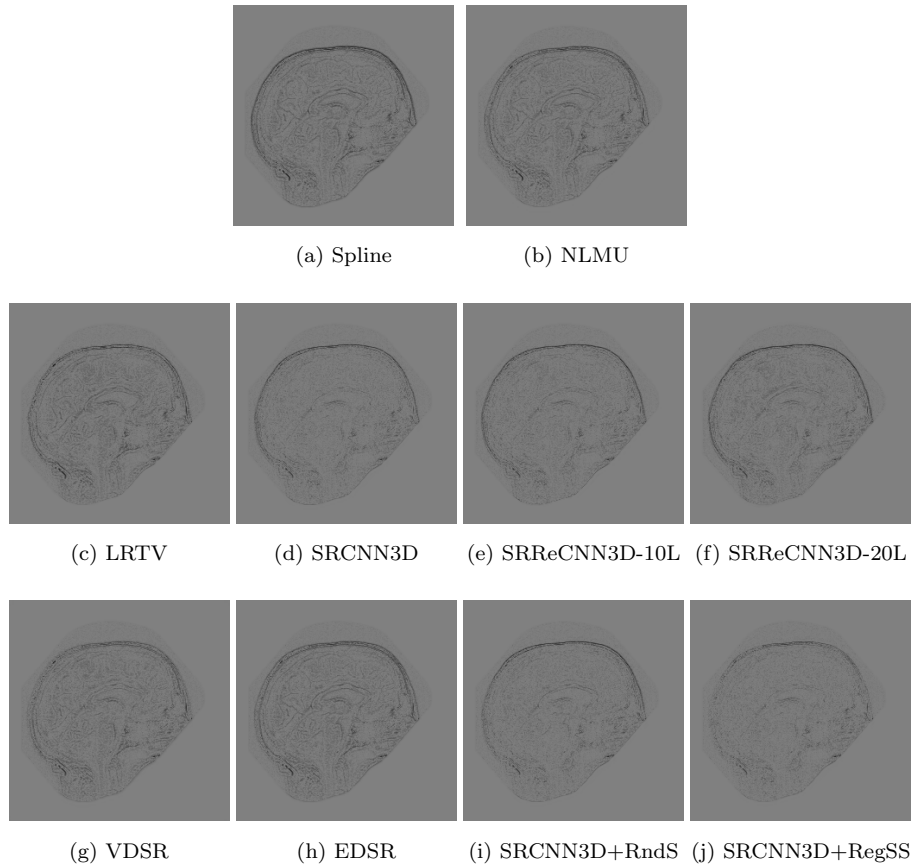 (a) Spline (b) NLMU
(c) LRTV (d) SRCNN3D (e) SRReCNN3D-10L (f) SRReCNN3D-20L
(g) VDSR (h) EDSR (i) SRCNN3D+RndS (j) SRCNN3D+RegSS